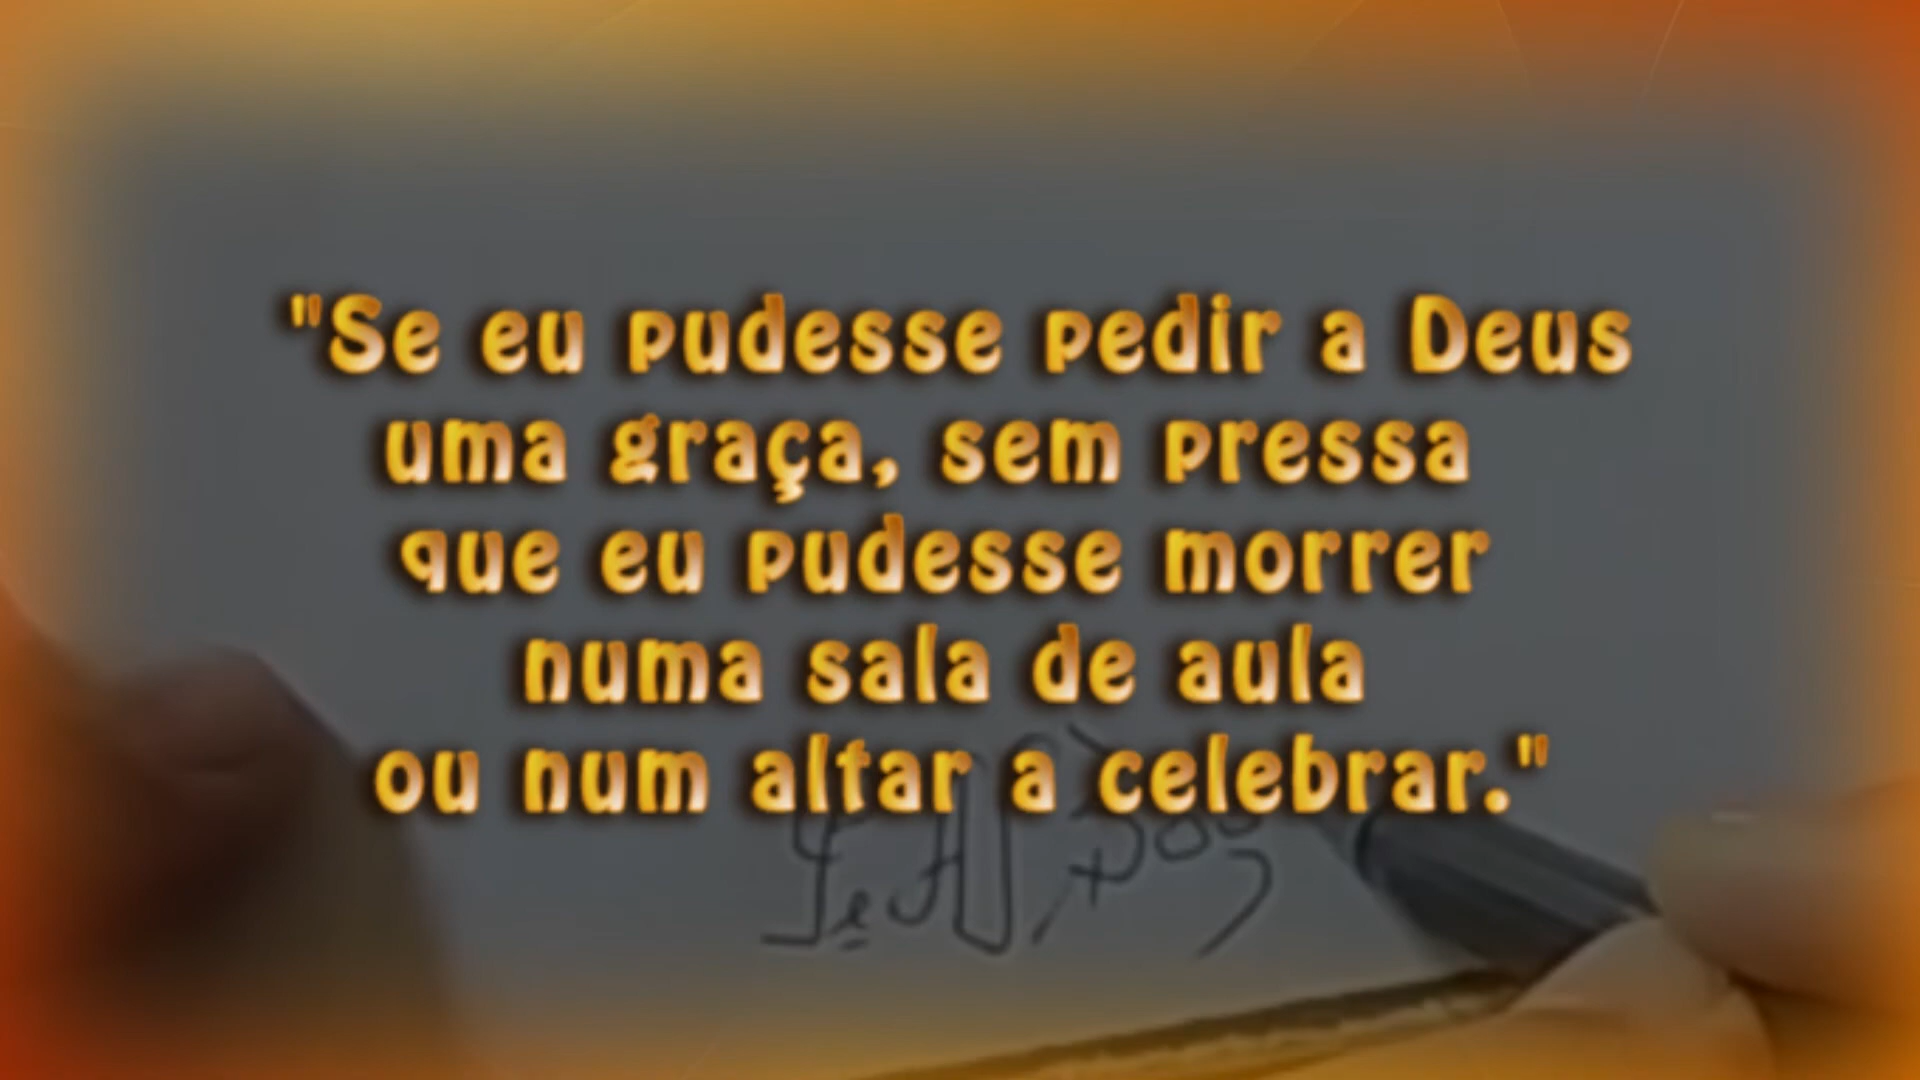 "Se eu pudesse pedir a Deus
uma graça, sem pressa
que eu pudesse morrer
numa sala de aula
ou num altar a celebrar."